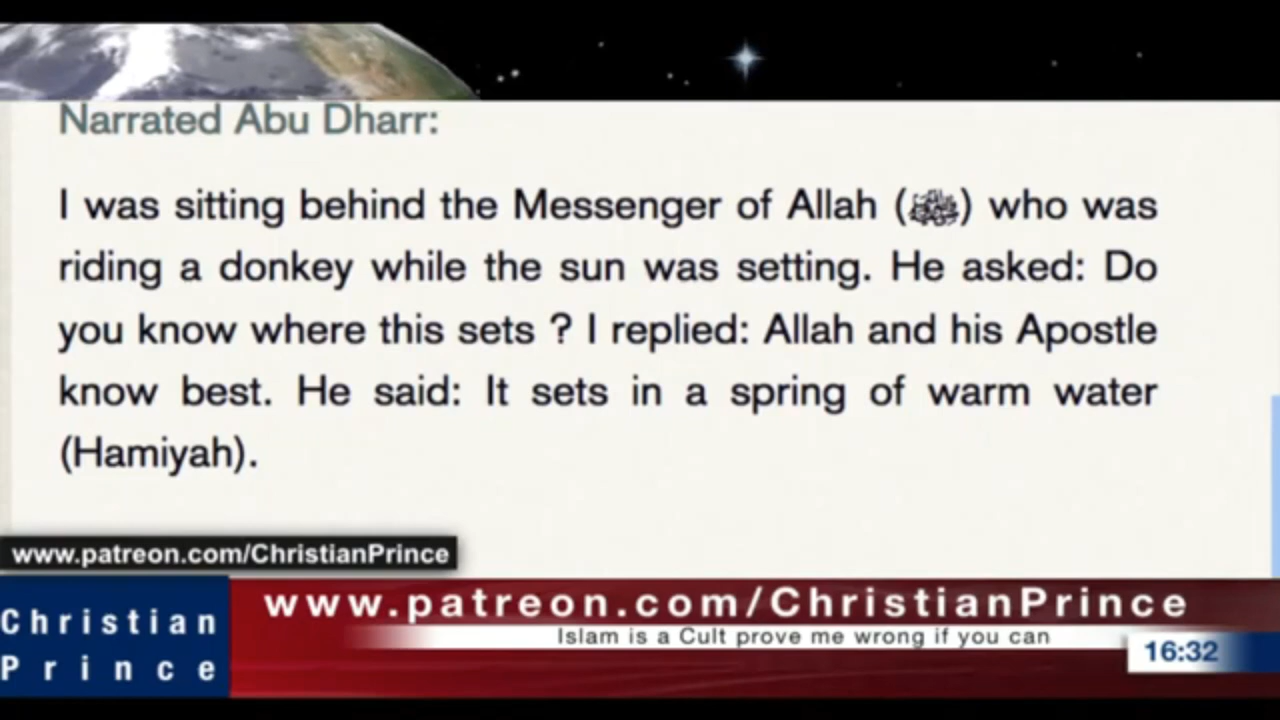 Narrated Abu Dharr:
I was sitting behind the Messenger of Allah (ﷺ) who was
riding a donkey while the sun was setting. He asked: Do
you know where this sets ? I replied: Allah and his Apostle
know best. He said: It sets in a spring of warm water
(Hamiyah).
www.patreon.com/ChristianPrince
Christian
Prince
www.patreon.com/ChristianPrince
Islam is a Cult prove me wrong if you can
16:32